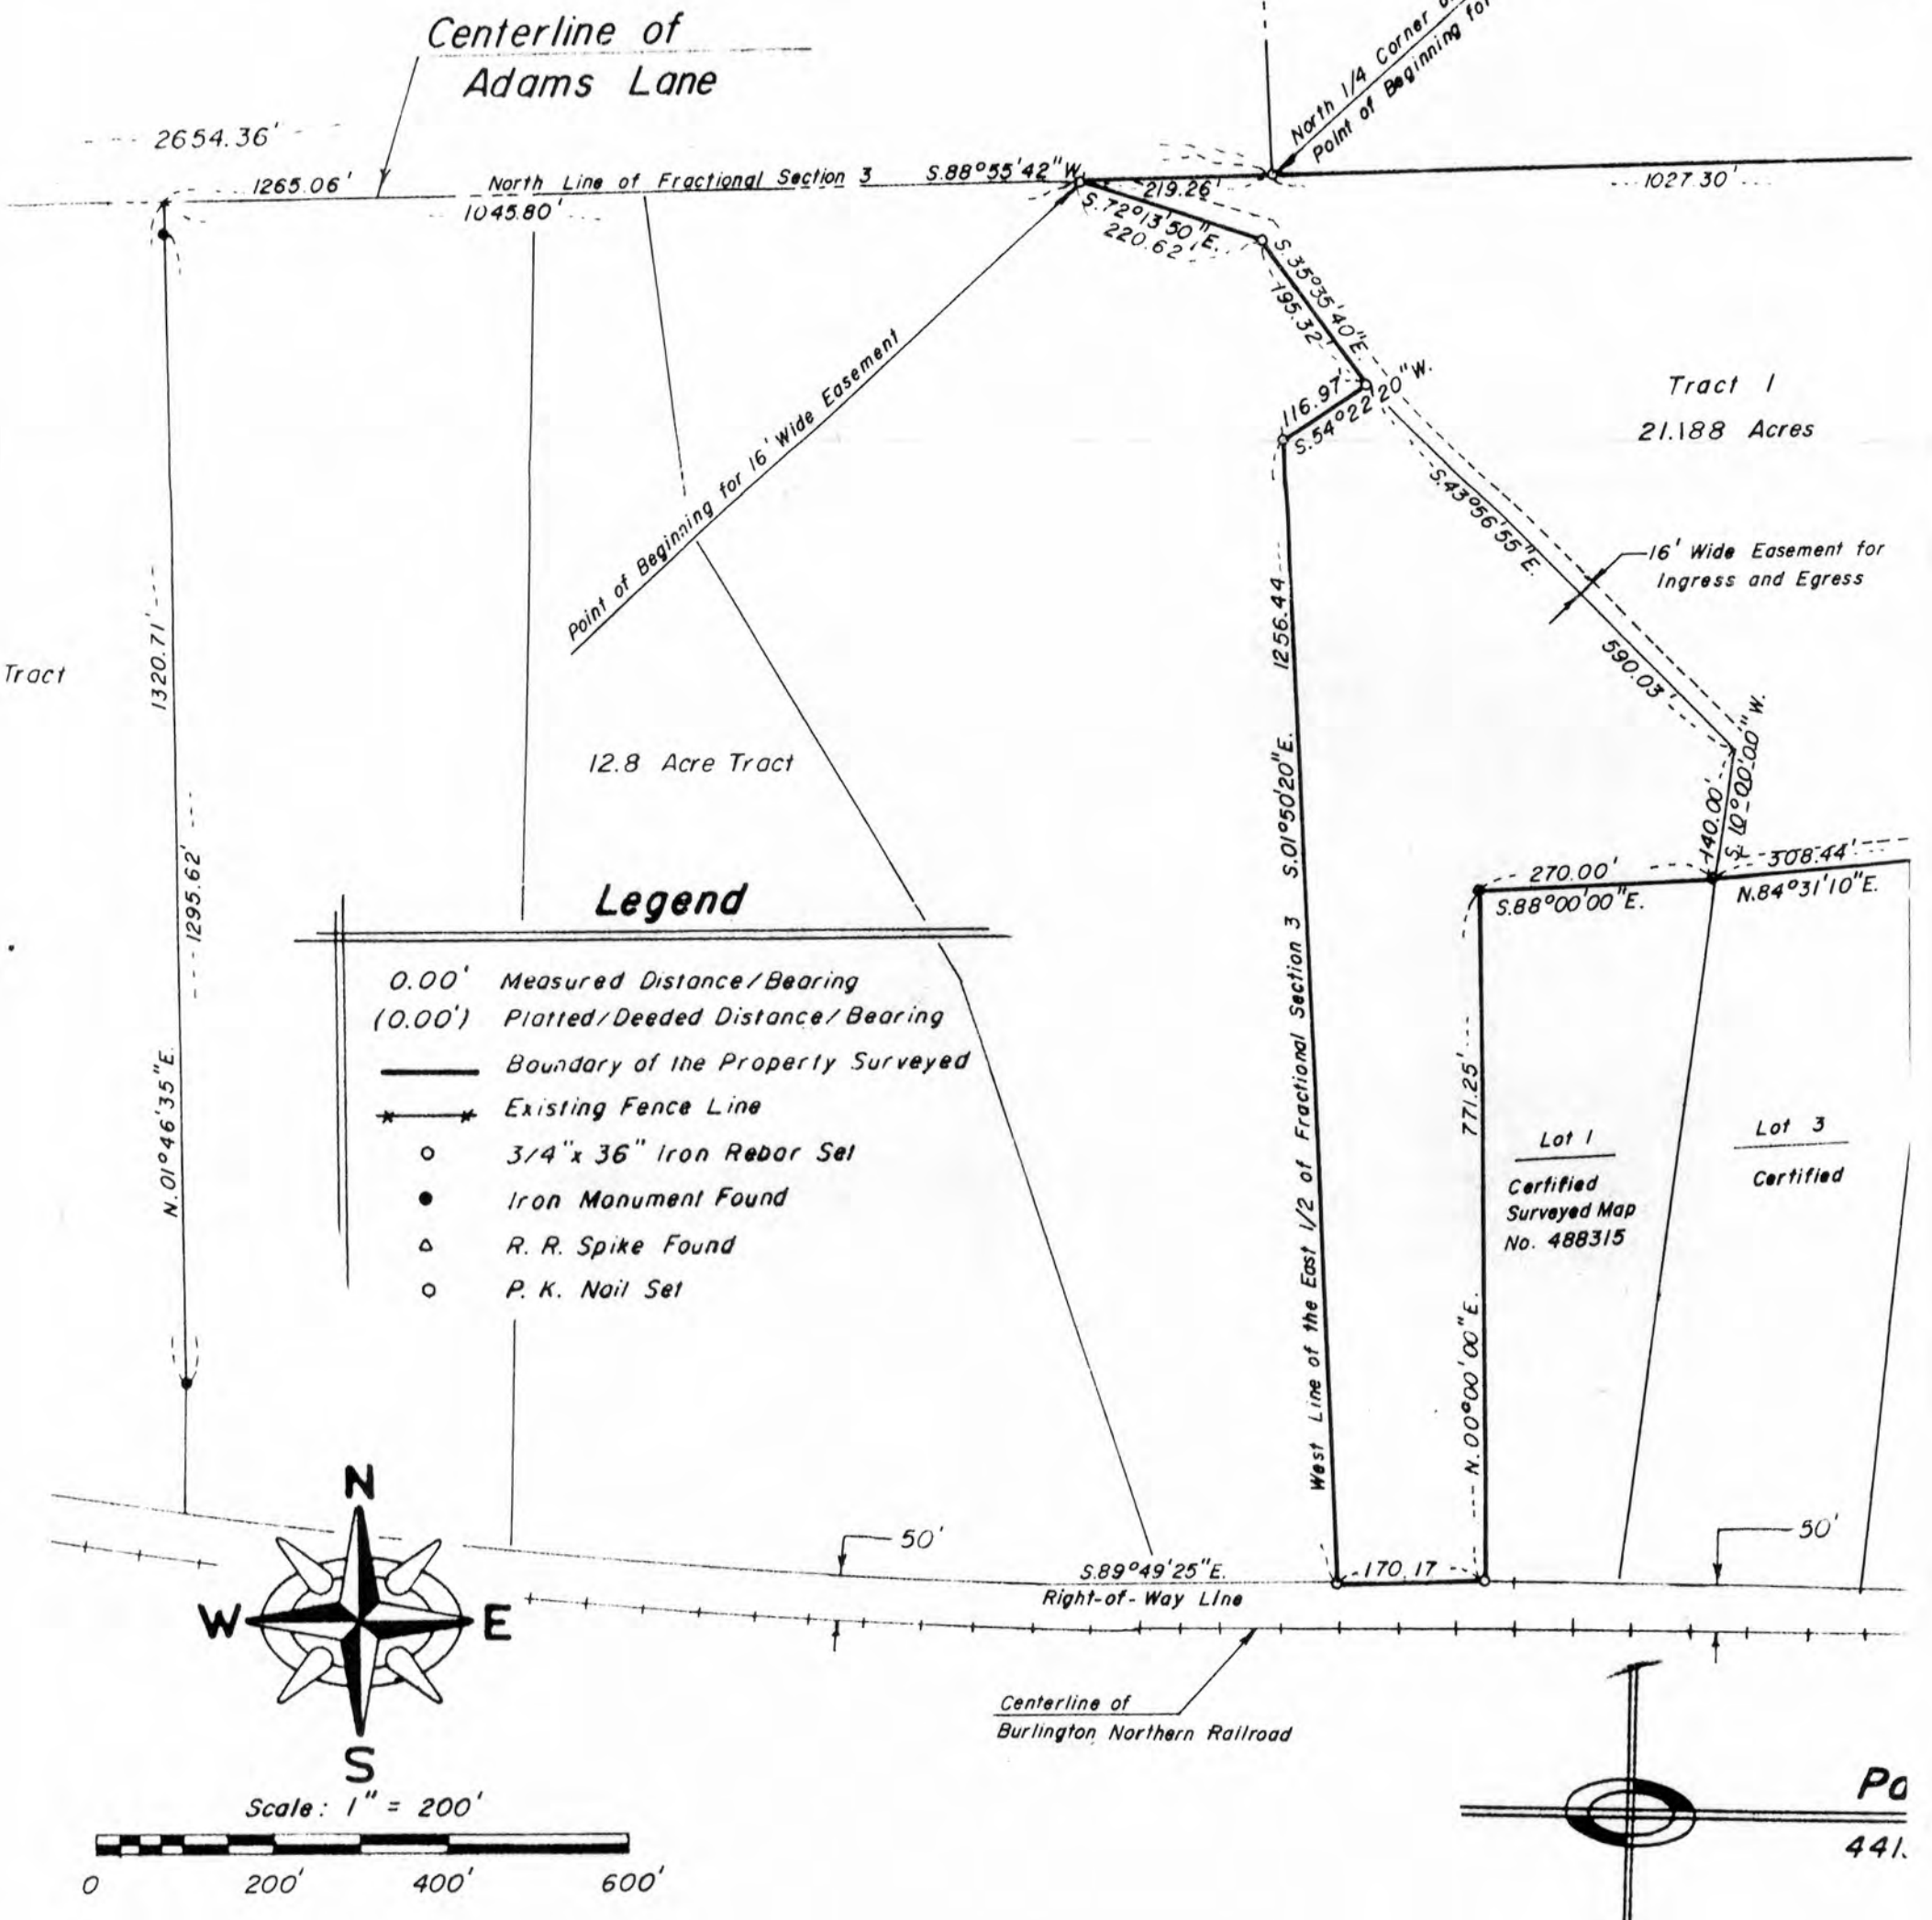 Centerline of
Adams Lane
2654.36'
1265.06'
North Line of Fractional Section 3
1045.80'
S.88°55'42"W.
219.26'
North 1/4 Corner
Point of Beginning for
1027.30'
S.72°13'50"E.
220.62'
S.35°35'40"E.
195.32'
116.97'
S.54°22'20"W.
Tract 1
21.188 Acres
S.43°56'55"E.
16' Wide Easement for
Ingress and Egress
590.03'
Point of Beginning for 16' Wide Easement
Tract
1320.71'
1295.62'
N.01°46'35"E.
12.8 Acre Tract
1256.44
S.01°50'20"E.
West Line of the East 1/2 of Fractional Section 3
140.00'
S. 10°00'00"W.
270.00'
S.88°00'00"E.
308.44'
N.84°31'10"E.
771.25'
N.00°00'00"E.
Lot 1
Certified
Surveyed Map
No. 488315
Lot 3
Certified
Legend
0.00' Measured Distance/Bearing
(0.00') Platted/Deeded Distance/Bearing
Boundary of the Property Surveyed
Existing Fence Line
3/4"x 36" Iron Rebar Set
Iron Monument Found
R. R. Spike Found
P. K. Nail Set
50'
S.89°49'25"E.
Right-of-Way Line
170.17
50'
Centerline of
Burlington Northern Railroad
N
W E
S
Scale: 1" = 200'
0 200' 400' 600'